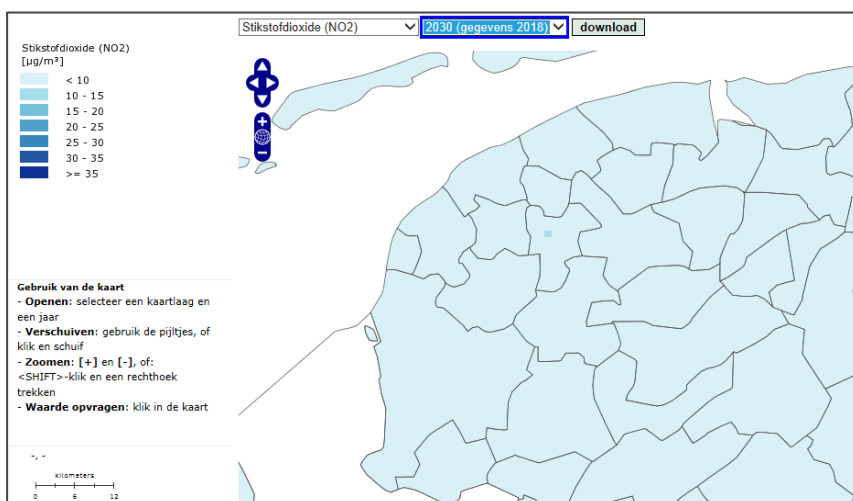 Stikstofdioxide (NO2)
2030 (gegevens 2018)
download
Stikstofdioxide (NO2)
[µg/m³]
< 10
10 - 15
15 - 20
20 - 25
25 - 30
30 - 35
>= 35
Gebruik van de kaart
- Openen: selecteer een kaartlaag en
een jaar
- Verschuiven: gebruik de pijltjes, of
klik en schuif
- Zoomen: [+] en [-], of:
<SHIFT>-klik en een rechthoek
trekken
- Waarde opvragen: klik in de kaart
-, -
kilometers
0 6 12